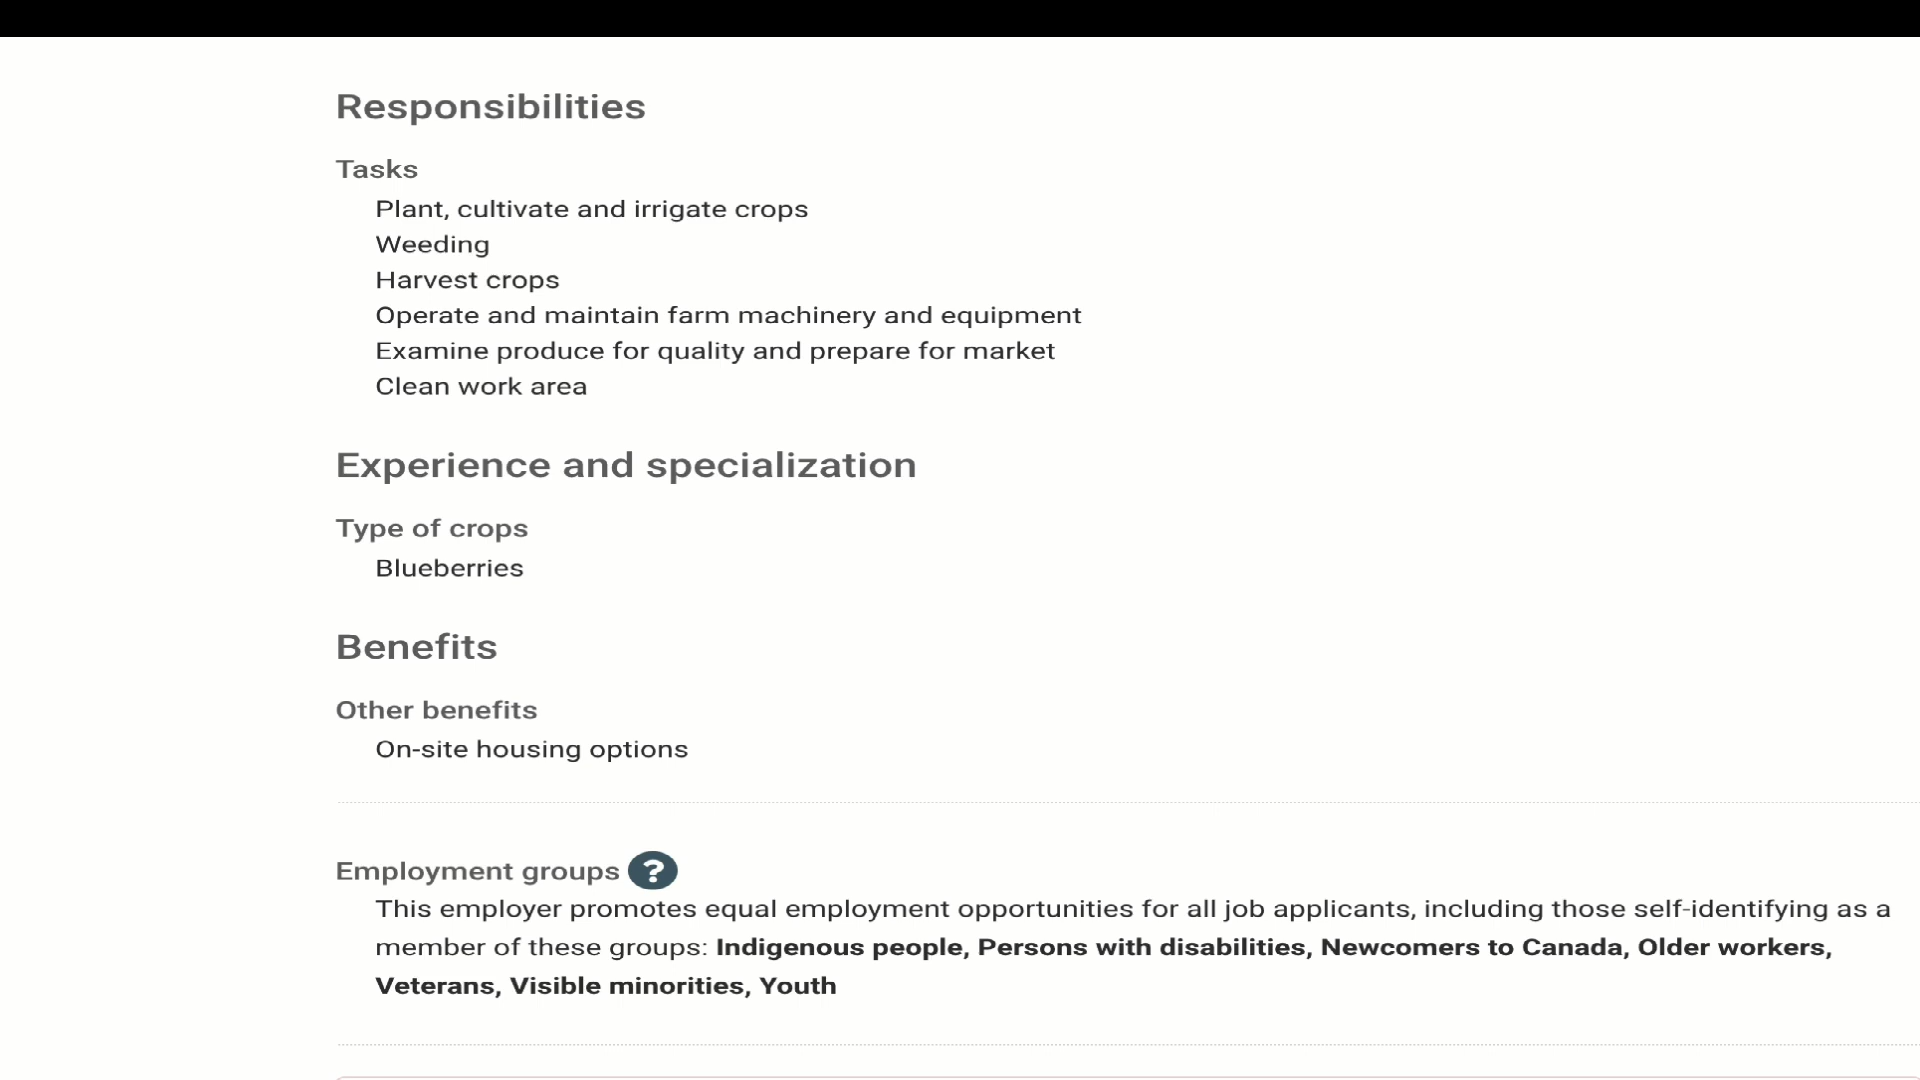 Responsibilities
Tasks
Plant, cultivate and irrigate crops
Weeding
Harvest crops
Operate and maintain farm machinery and equipment
Examine produce for quality and prepare for market
Clean work area
Experience and specialization
Type of crops
Blueberries
Benefits
Other benefits
On-site housing options
Employment groups ?
This employer promotes equal employment opportunities for all job applicants, including those self-identifying as a
member of these groups: Indigenous people, Persons with disabilities, Newcomers to Canada, Older workers,
Veterans, Visible minorities, Youth